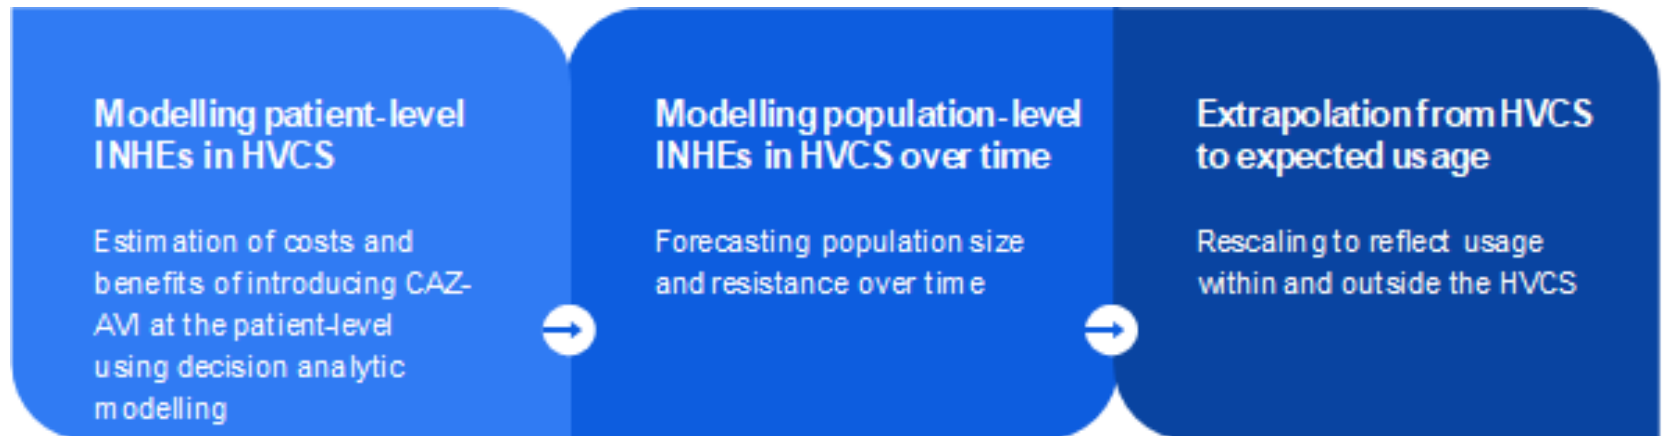 Modelling patient-level
INHEs in HVCS
Estimation of costs and
benefits of introducing CAZ-
AVI at the patient-level
using decision analytic
modelling
Modelling population-level
INHEs in HVCS over time
Forecasting population size
and resistance over time
Extrapolation from HVCS
to expected usage
Rescaling to reflect usage
within and outside the HVCS